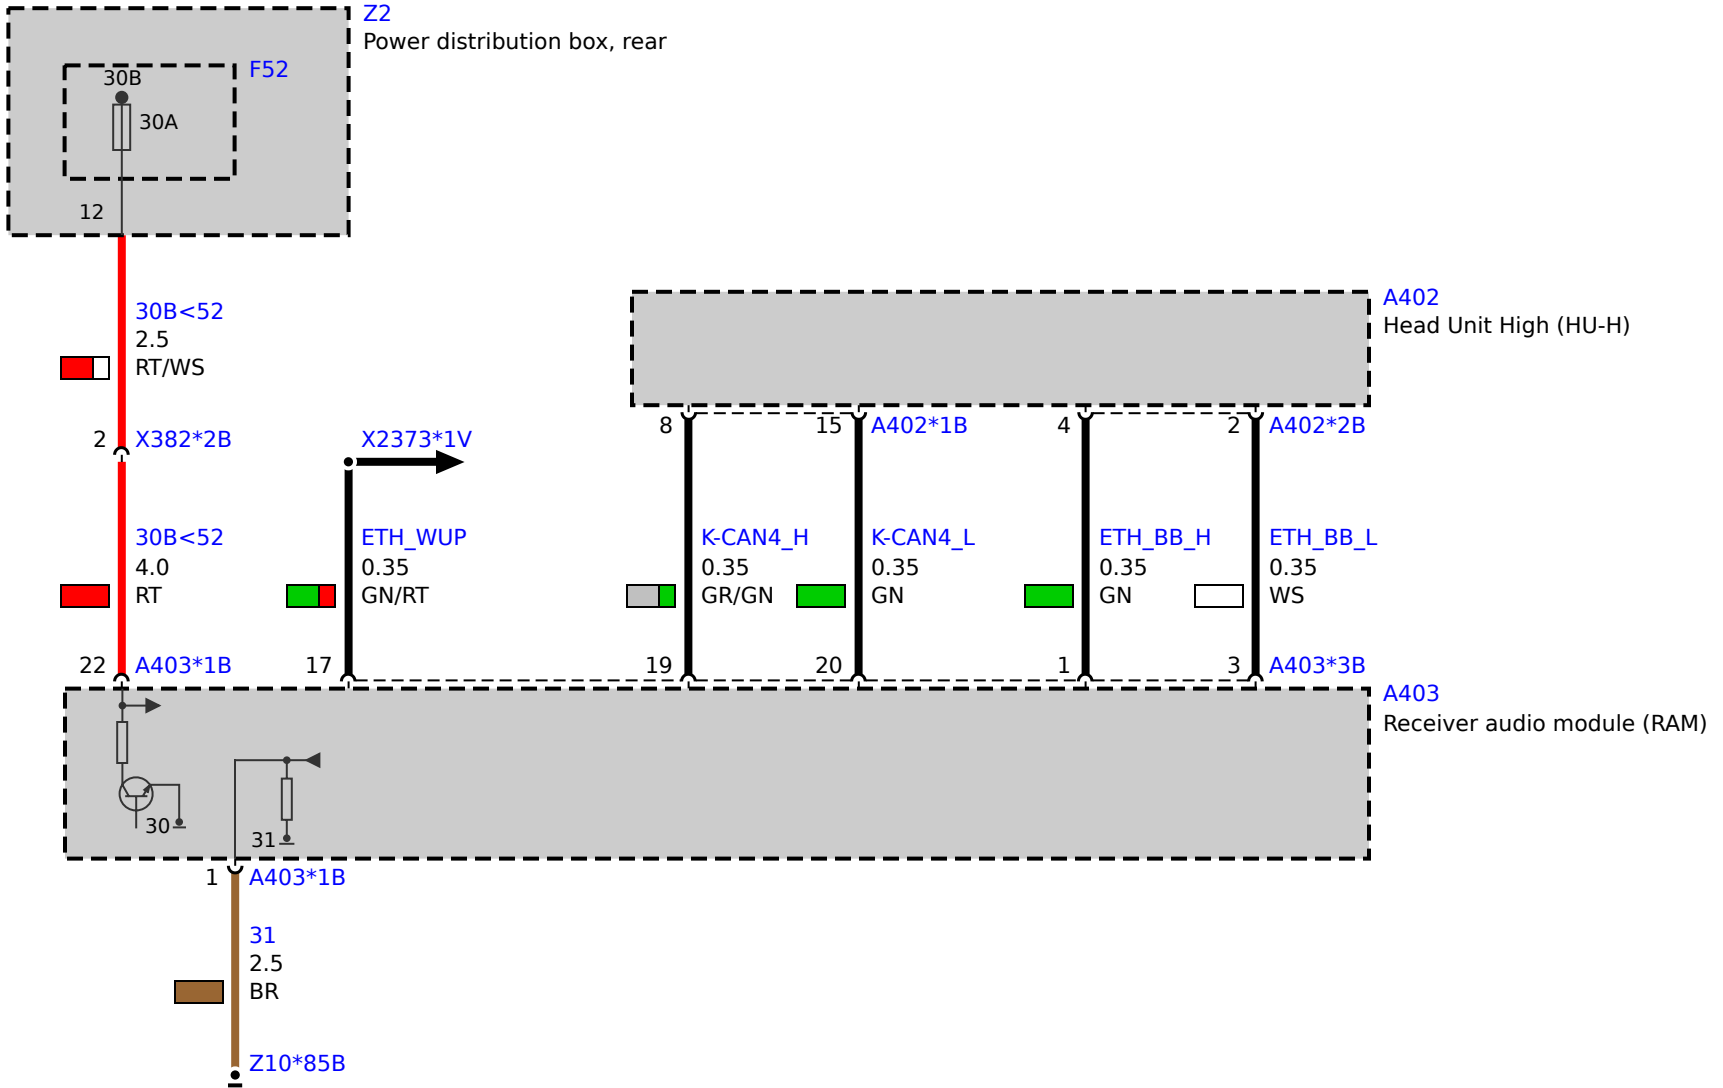 Z2
Power distribution box, rear
F52
30B
30A
12
30B<52
2.5
RT/WS
A402
Head Unit High (HU-H)
2 X382*2B
X2373*1V
8
15 A402*1B
4
2 A402*2B
30B<52
4.0
RT
ETH_WUP
0.35
GN/RT
K-CAN4_H
0.35
GR/GN
K-CAN4_L
0.35
GN
ETH_BB_H
0.35
GN
ETH_BB_L
0.35
WS
22 A403*1B
17
19
20
1
3 A403*3B
A403
Receiver audio module (RAM)
30
31
1 A403*1B
31
2.5
BR
Z10*85B